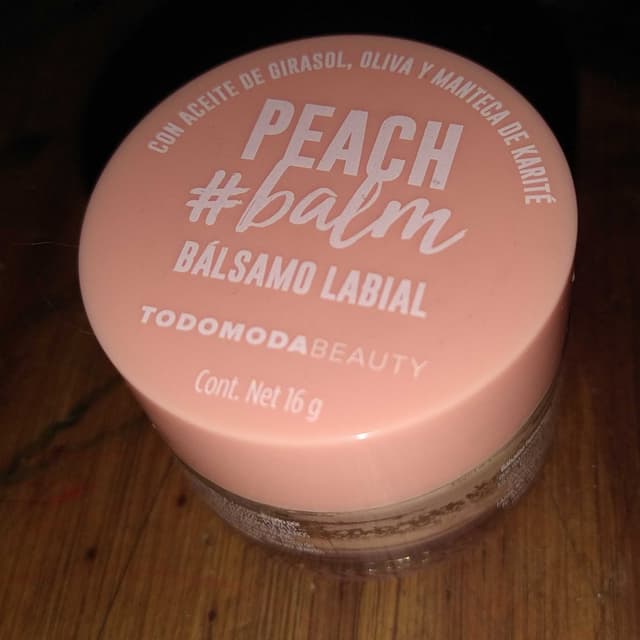 CON ACEITE DE GIRASOL, OLIVA Y MANTECA DE KARITÉ
PEACH
#balm
BÁLSAMO LABIAL
TODOMODABEAUTY
Cont. Net 16 g